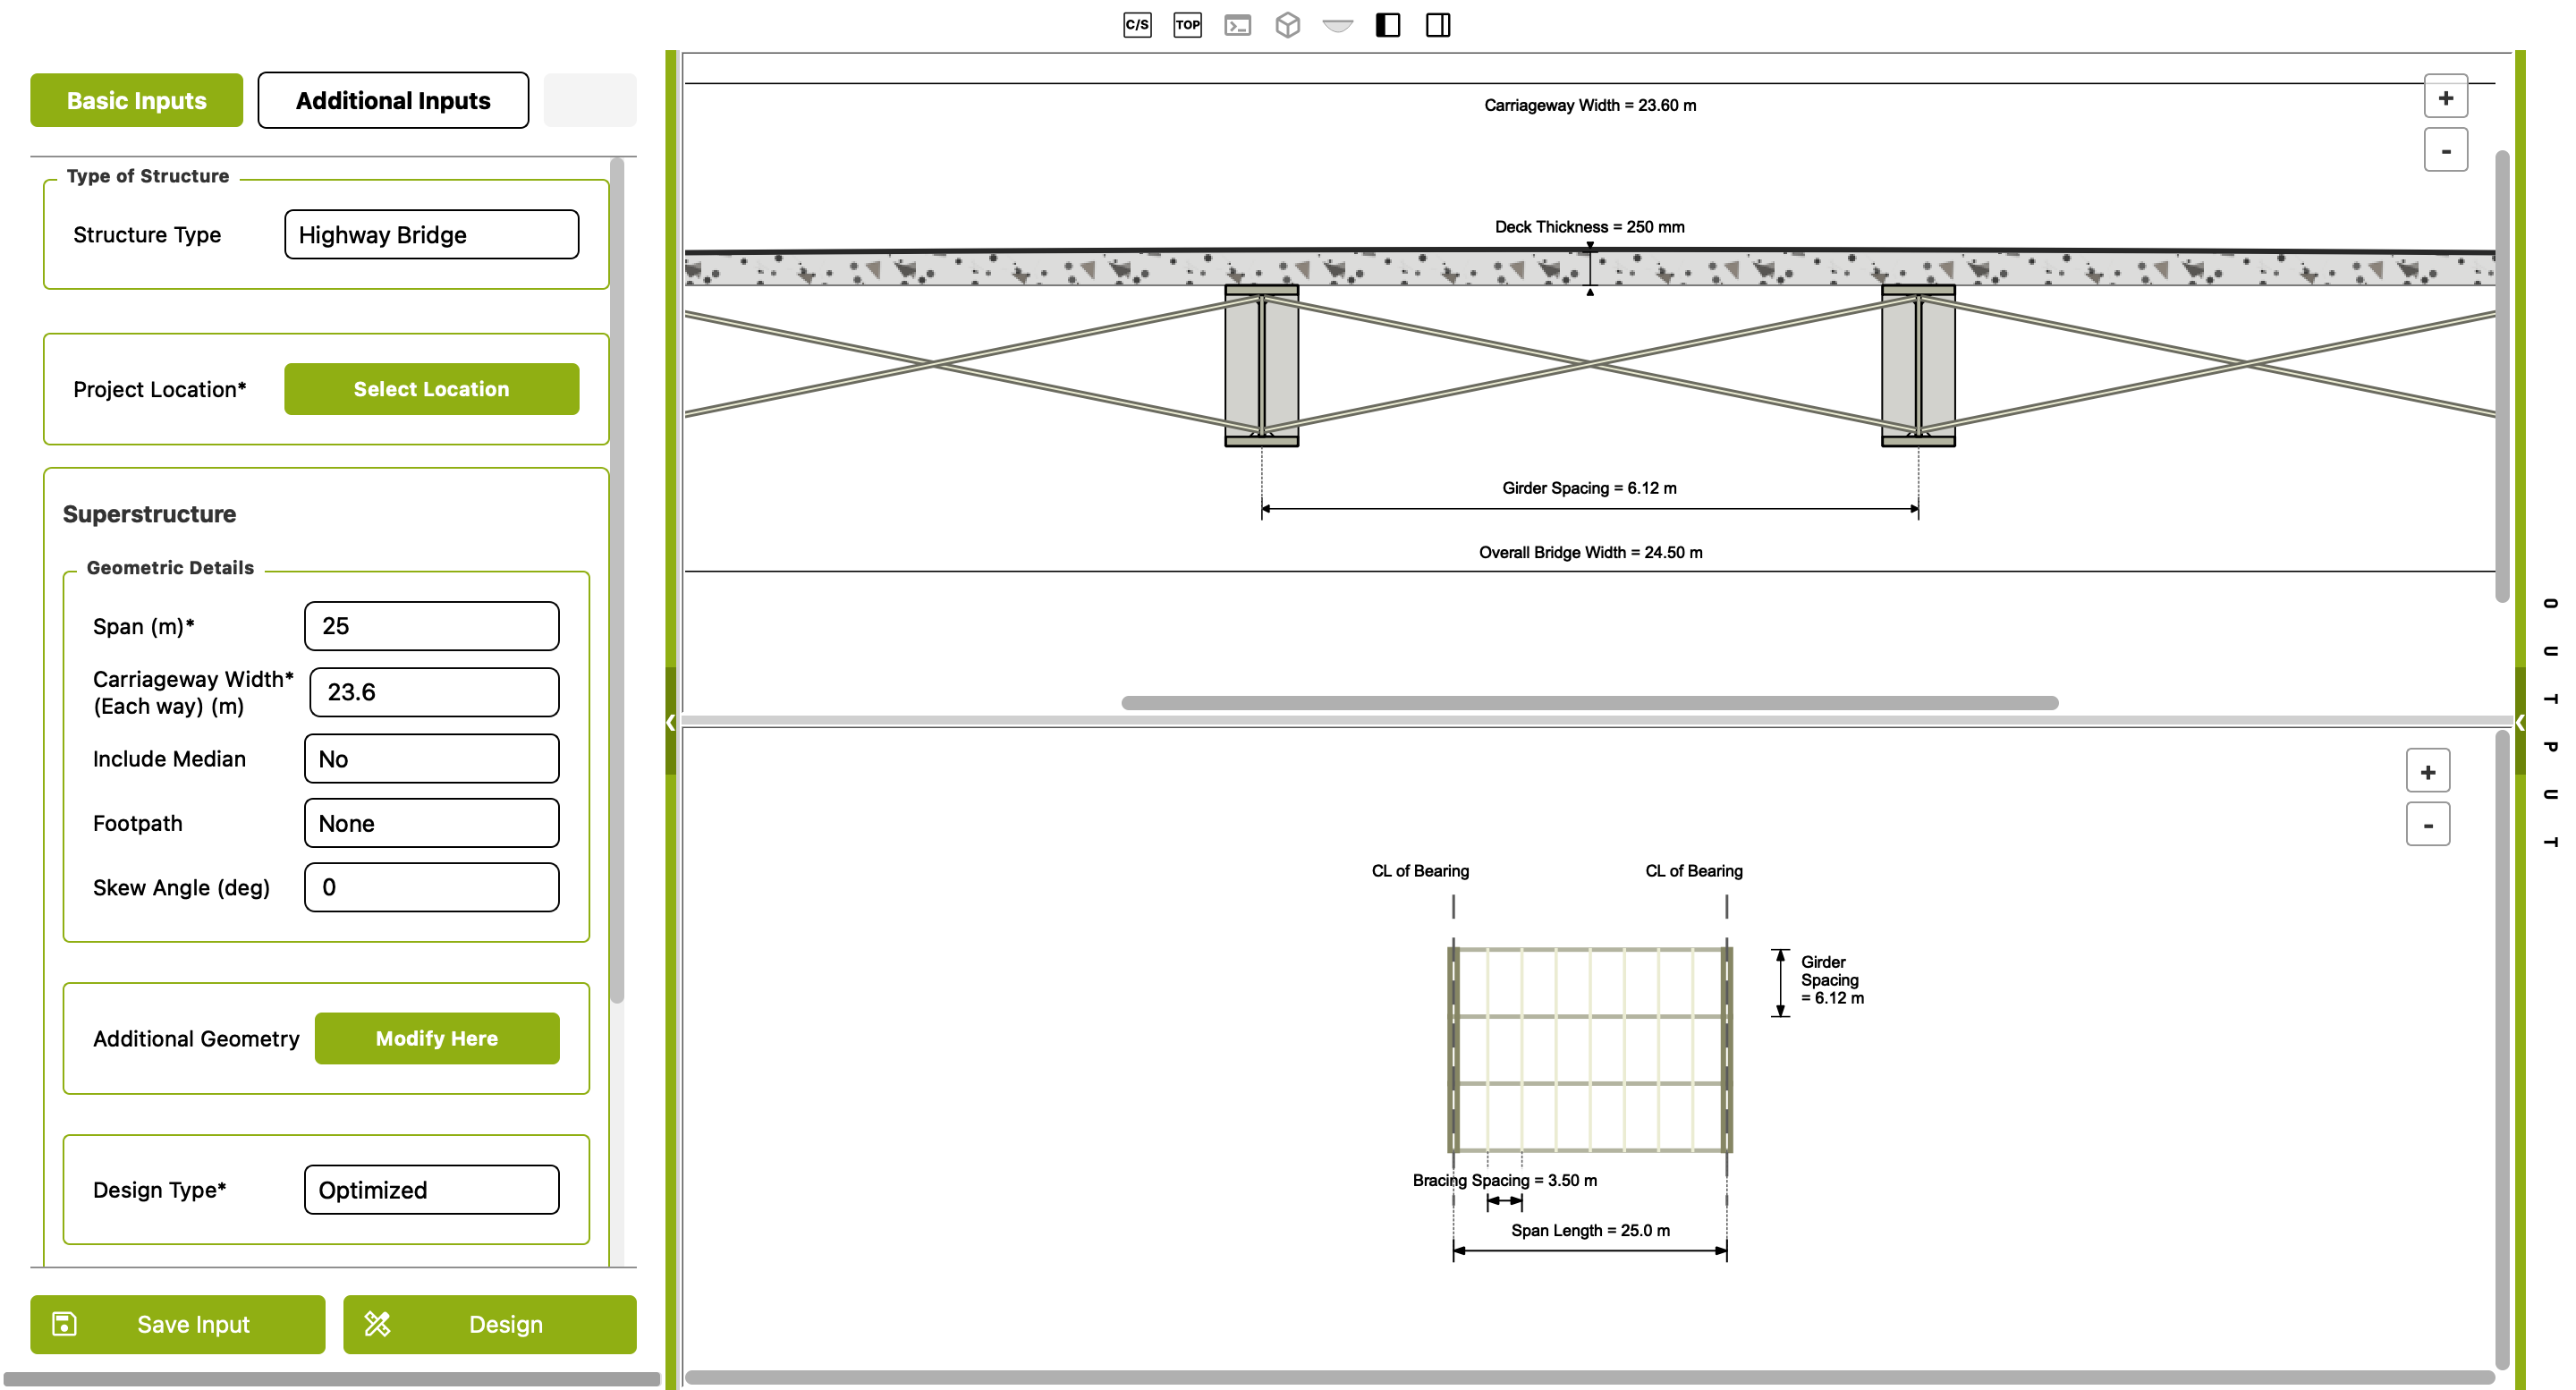 C/S TOP
Basic Inputs
Additional Inputs
Type of Structure
Structure Type
Highway Bridge
Project Location*
Select Location
Superstructure
Geometric Details
Span (m)*
25
Carriageway Width*
(Each way) (m)
23.6
Include Median
No
Footpath
None
Skew Angle (deg)
0
Additional Geometry
Modify Here
Design Type*
Optimized
Save Input
Design
Carriageway Width = 23.60 m
+
-
Deck Thickness = 250 mm
Girder Spacing = 6.12 m
Overall Bridge Width = 24.50 m
+
-
CL of Bearing
CL of Bearing
Girder
Spacing
= 6.12 m
Bracing Spacing = 3.50 m
Span Length = 25.0 m
OUTPUT